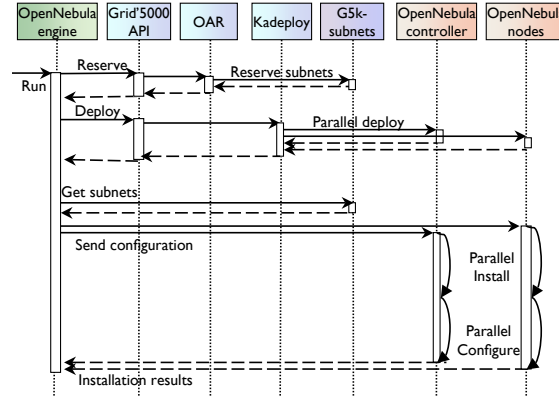 OpenNebula
engine
Grid'5000
API
OAR
Kadeploy
G5k-
subnets
OpenNebula
controller
OpenNebula
nodes
Run
Reserve
Reserve subnets
Deploy
Parallel deploy
Get subnets
Send configuration
Parallel
Install
Parallel
Configure
Installation results